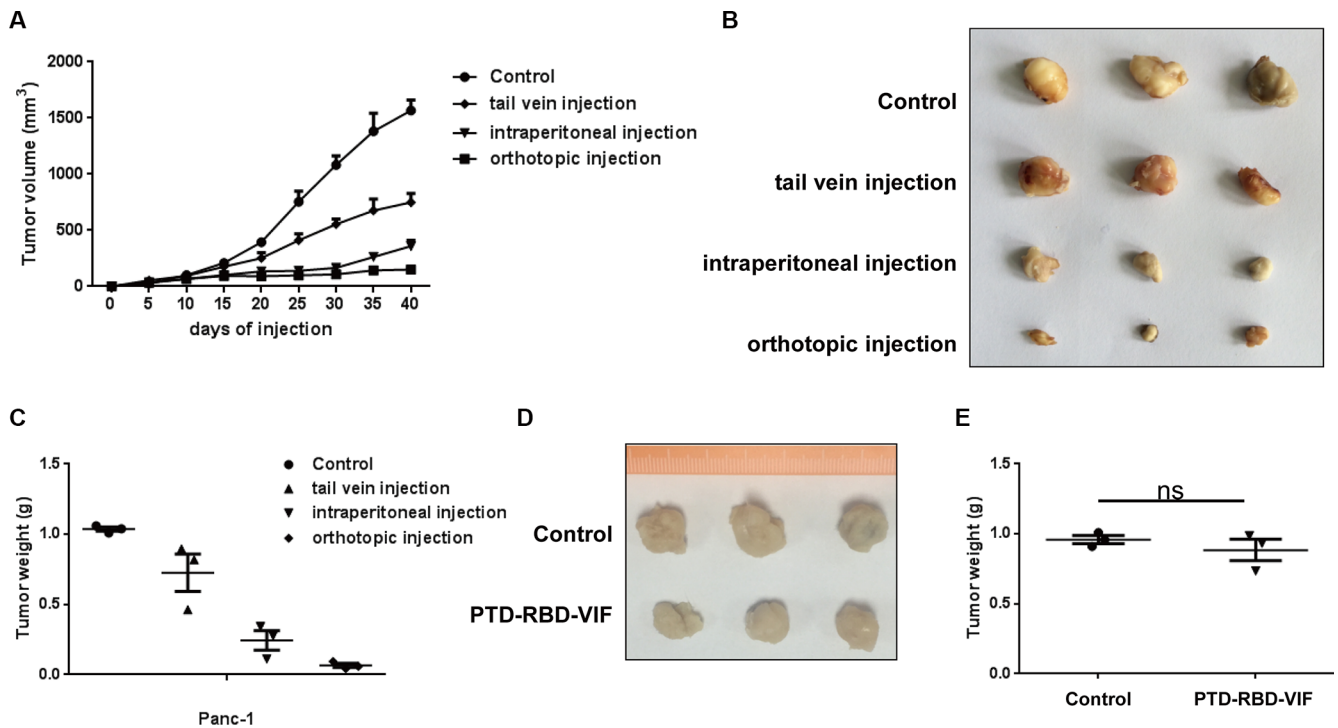 A
2000
1500
1000
500
0
Tumor volume (mm3)
0 5 10 15 20 25 30 35 40
days of injection
Control
tail vein injection
intraperitoneal injection
orthotopic injection
B
Control
tail vein injection
intraperitoneal injection
orthotopic injection
C
1.5
1.0
0.5
0.0
Tumor weight (g)
Control
tail vein injection
intraperitoneal injection
orthotopic injection
Panc-1
D
Control
PTD-RBD-VIF
E
1.5
1.0
0.5
0.0
Tumor weight (g)
ns
Control PTD-RBD-VIF